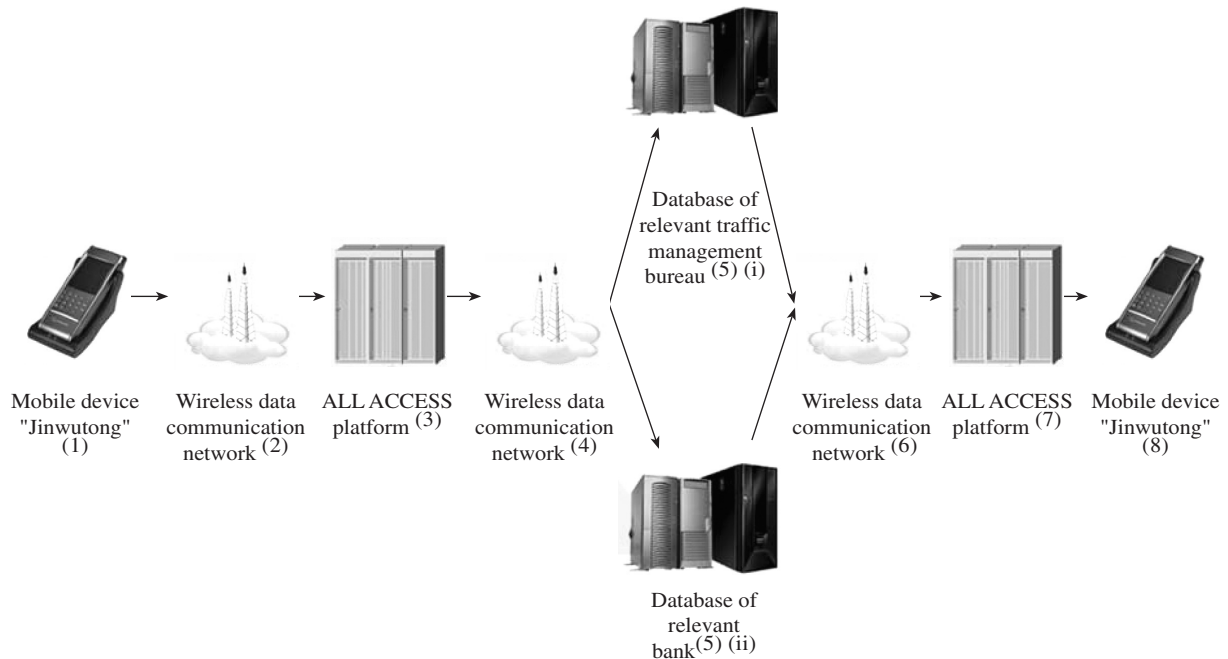 Database of
relevant traffic
management
bureau (5) (i)
Mobile device
"Jinwutong"
(1)
Wireless data
communication
network (2)
ALL ACCESS
platform (3)
Wireless data
communication
network (4)
Wireless data
communication
network (6)
ALL ACCESS
platform (7)
Mobile device
"Jinwutong"
(8)
Database of
relevant
bank(5) (ii)